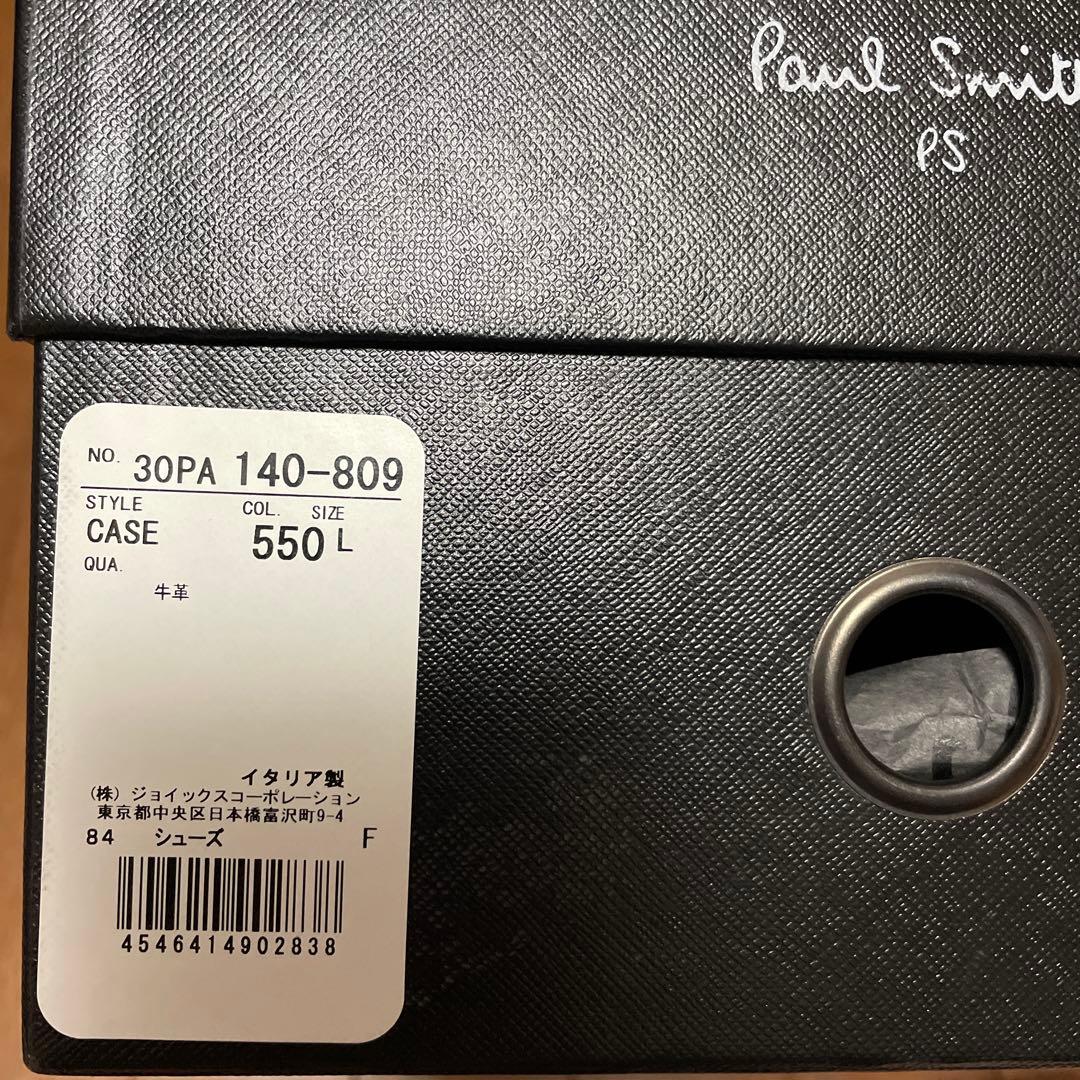 Paul Smith
PS
NO. 30PA 140-809
STYLE COL. SIZE
CASE 550 L
QUA.
牛革
イタリア製
(株) ジョイックスコーポレーション
東京都中央区日本橋富沢町9-4
84 シューズ F
4546414902838